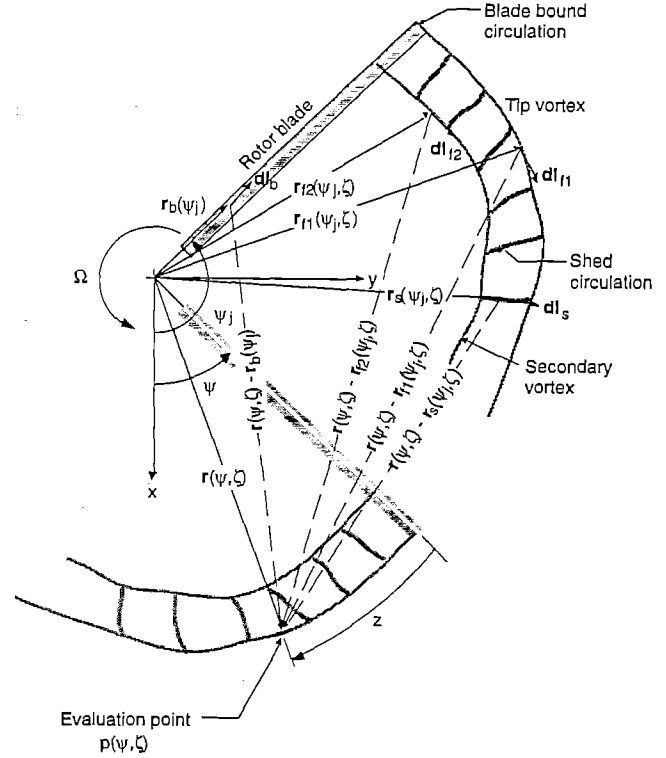 Blade bound
circulation
Rotor blade
Tip vortex
dl_b
dl_f2
dl_f1
r_b(ψ_j)
r_f2(ψ_j,ζ)
r_f1(ψ_j,ζ)
Ω
y
r_s(ψ_j,ζ)
Shed
circulation
dl_s
ψ_j
ψ
Secondary
vortex
r(ψ,ζ) - r_b(ψ_j)
r(ψ,ζ) - r_f2(ψ_j,ζ)
r(ψ,ζ) - r_f1(ψ_j,ζ)
r(ψ,ζ) - r_s(ψ_j,ζ)
r(ψ,ζ)
x
z
Evaluation point
p(ψ,ζ)